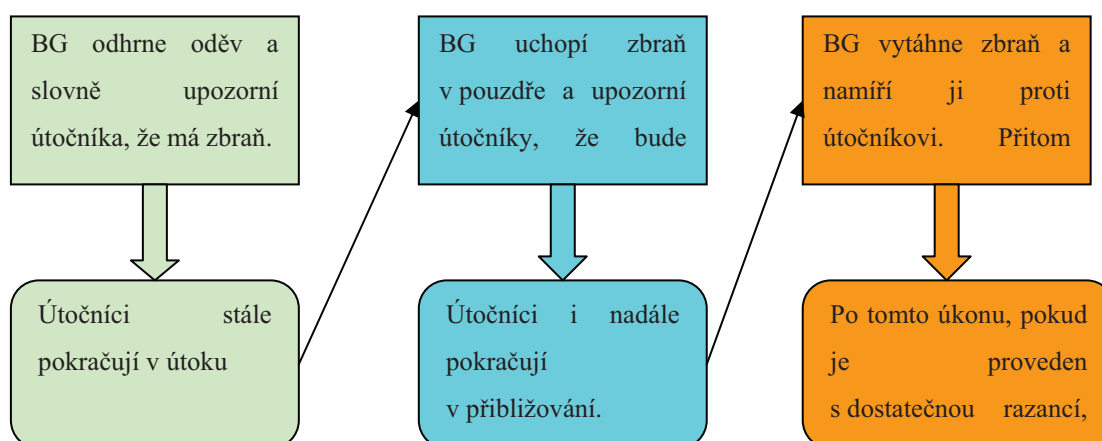 BG odhrne oděv a
slovně upozorní
útočníka, že má zbraň.
Útočníci stále
pokračují v útoku
BG uchopí zbraň
v pouzdře a upozorní
útočníky, že bude
Útočníci i nadále
pokračují
v přibližování.
BG vytáhne zbraň a
namíří ji proti
útočníkovi. Přitom
Po tomto úkonu, pokud
je proveden
s dostatečnou razancí,